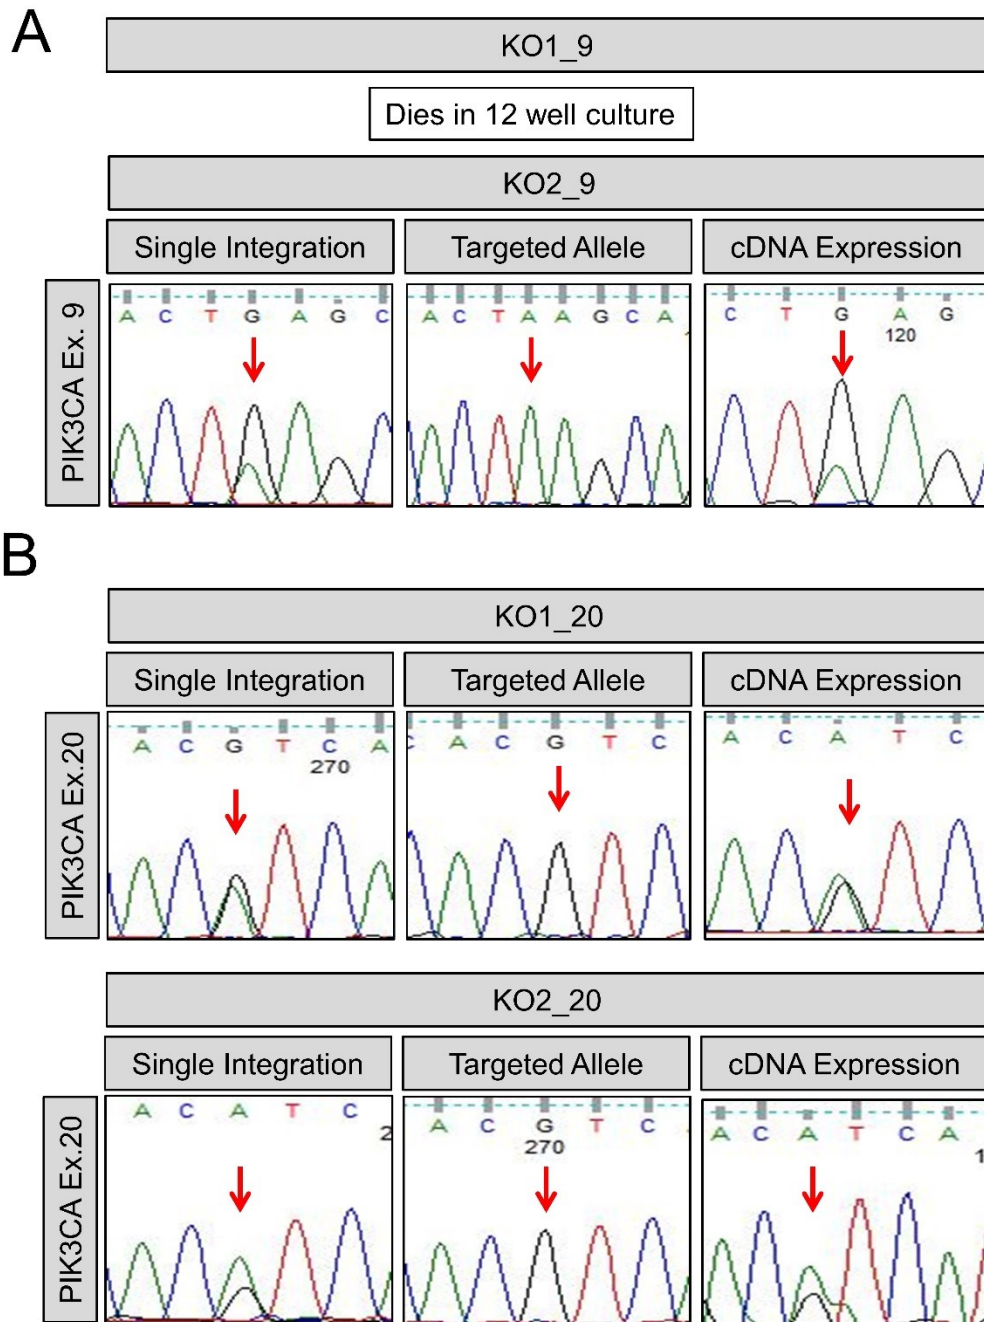 A
KO1_9
Dies in 12 well culture
KO2_9
Single Integration Targeted Allele cDNA Expression
PIK3CA Ex. 9
A C T G A G C
A C T A A G C A
C T G A G
120
B
KO1_20
Single Integration Targeted Allele cDNA Expression
PIK3CA Ex.20
A C G T C A
270
C A C G T C
A C A T C
KO2_20
Single Integration Targeted Allele cDNA Expression
PIK3CA Ex.20
A C A T C
2
A C G T C
270
A C A T C A
1